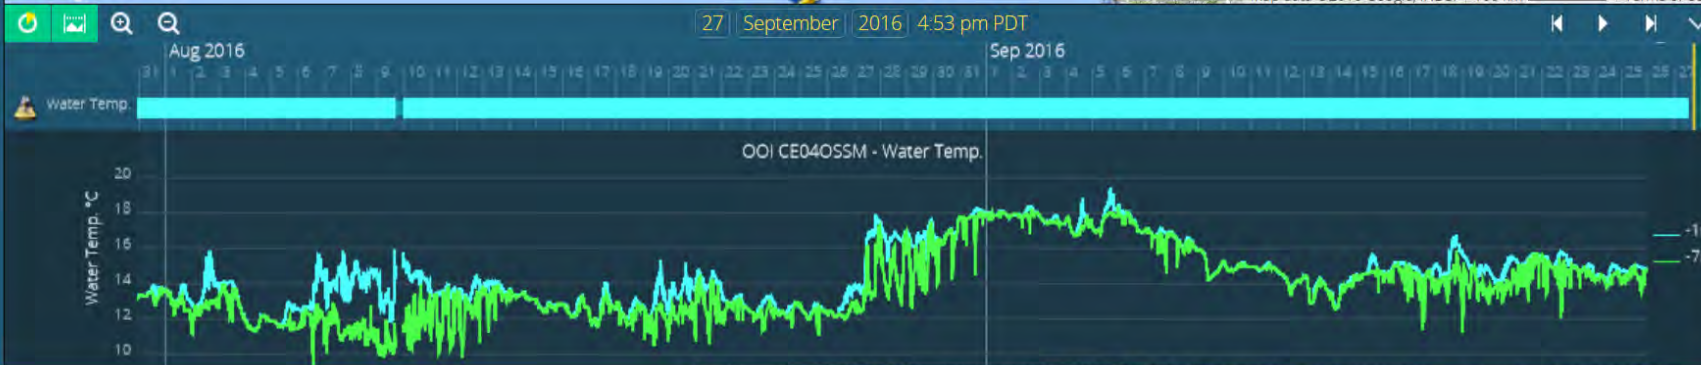 27 September 2016 4:53 pm PDT
Aug 2016 Sep 2016
31 1 2 3 4 5 6 7 8 9 10 11 12 13 14 15 16 17 18 19 20 21 22 23 24 25 26 27 28 29 30 31 1 2 3 4 5 6 7 8 9 10 11 12 13 14 15 16 17 18 19 20 21 22 23 24 25 26 27
Water Temp.
OOI CE04OSSM - Water Temp.
Water Temp. °C
20
18
16
14
12
10
-1
-7